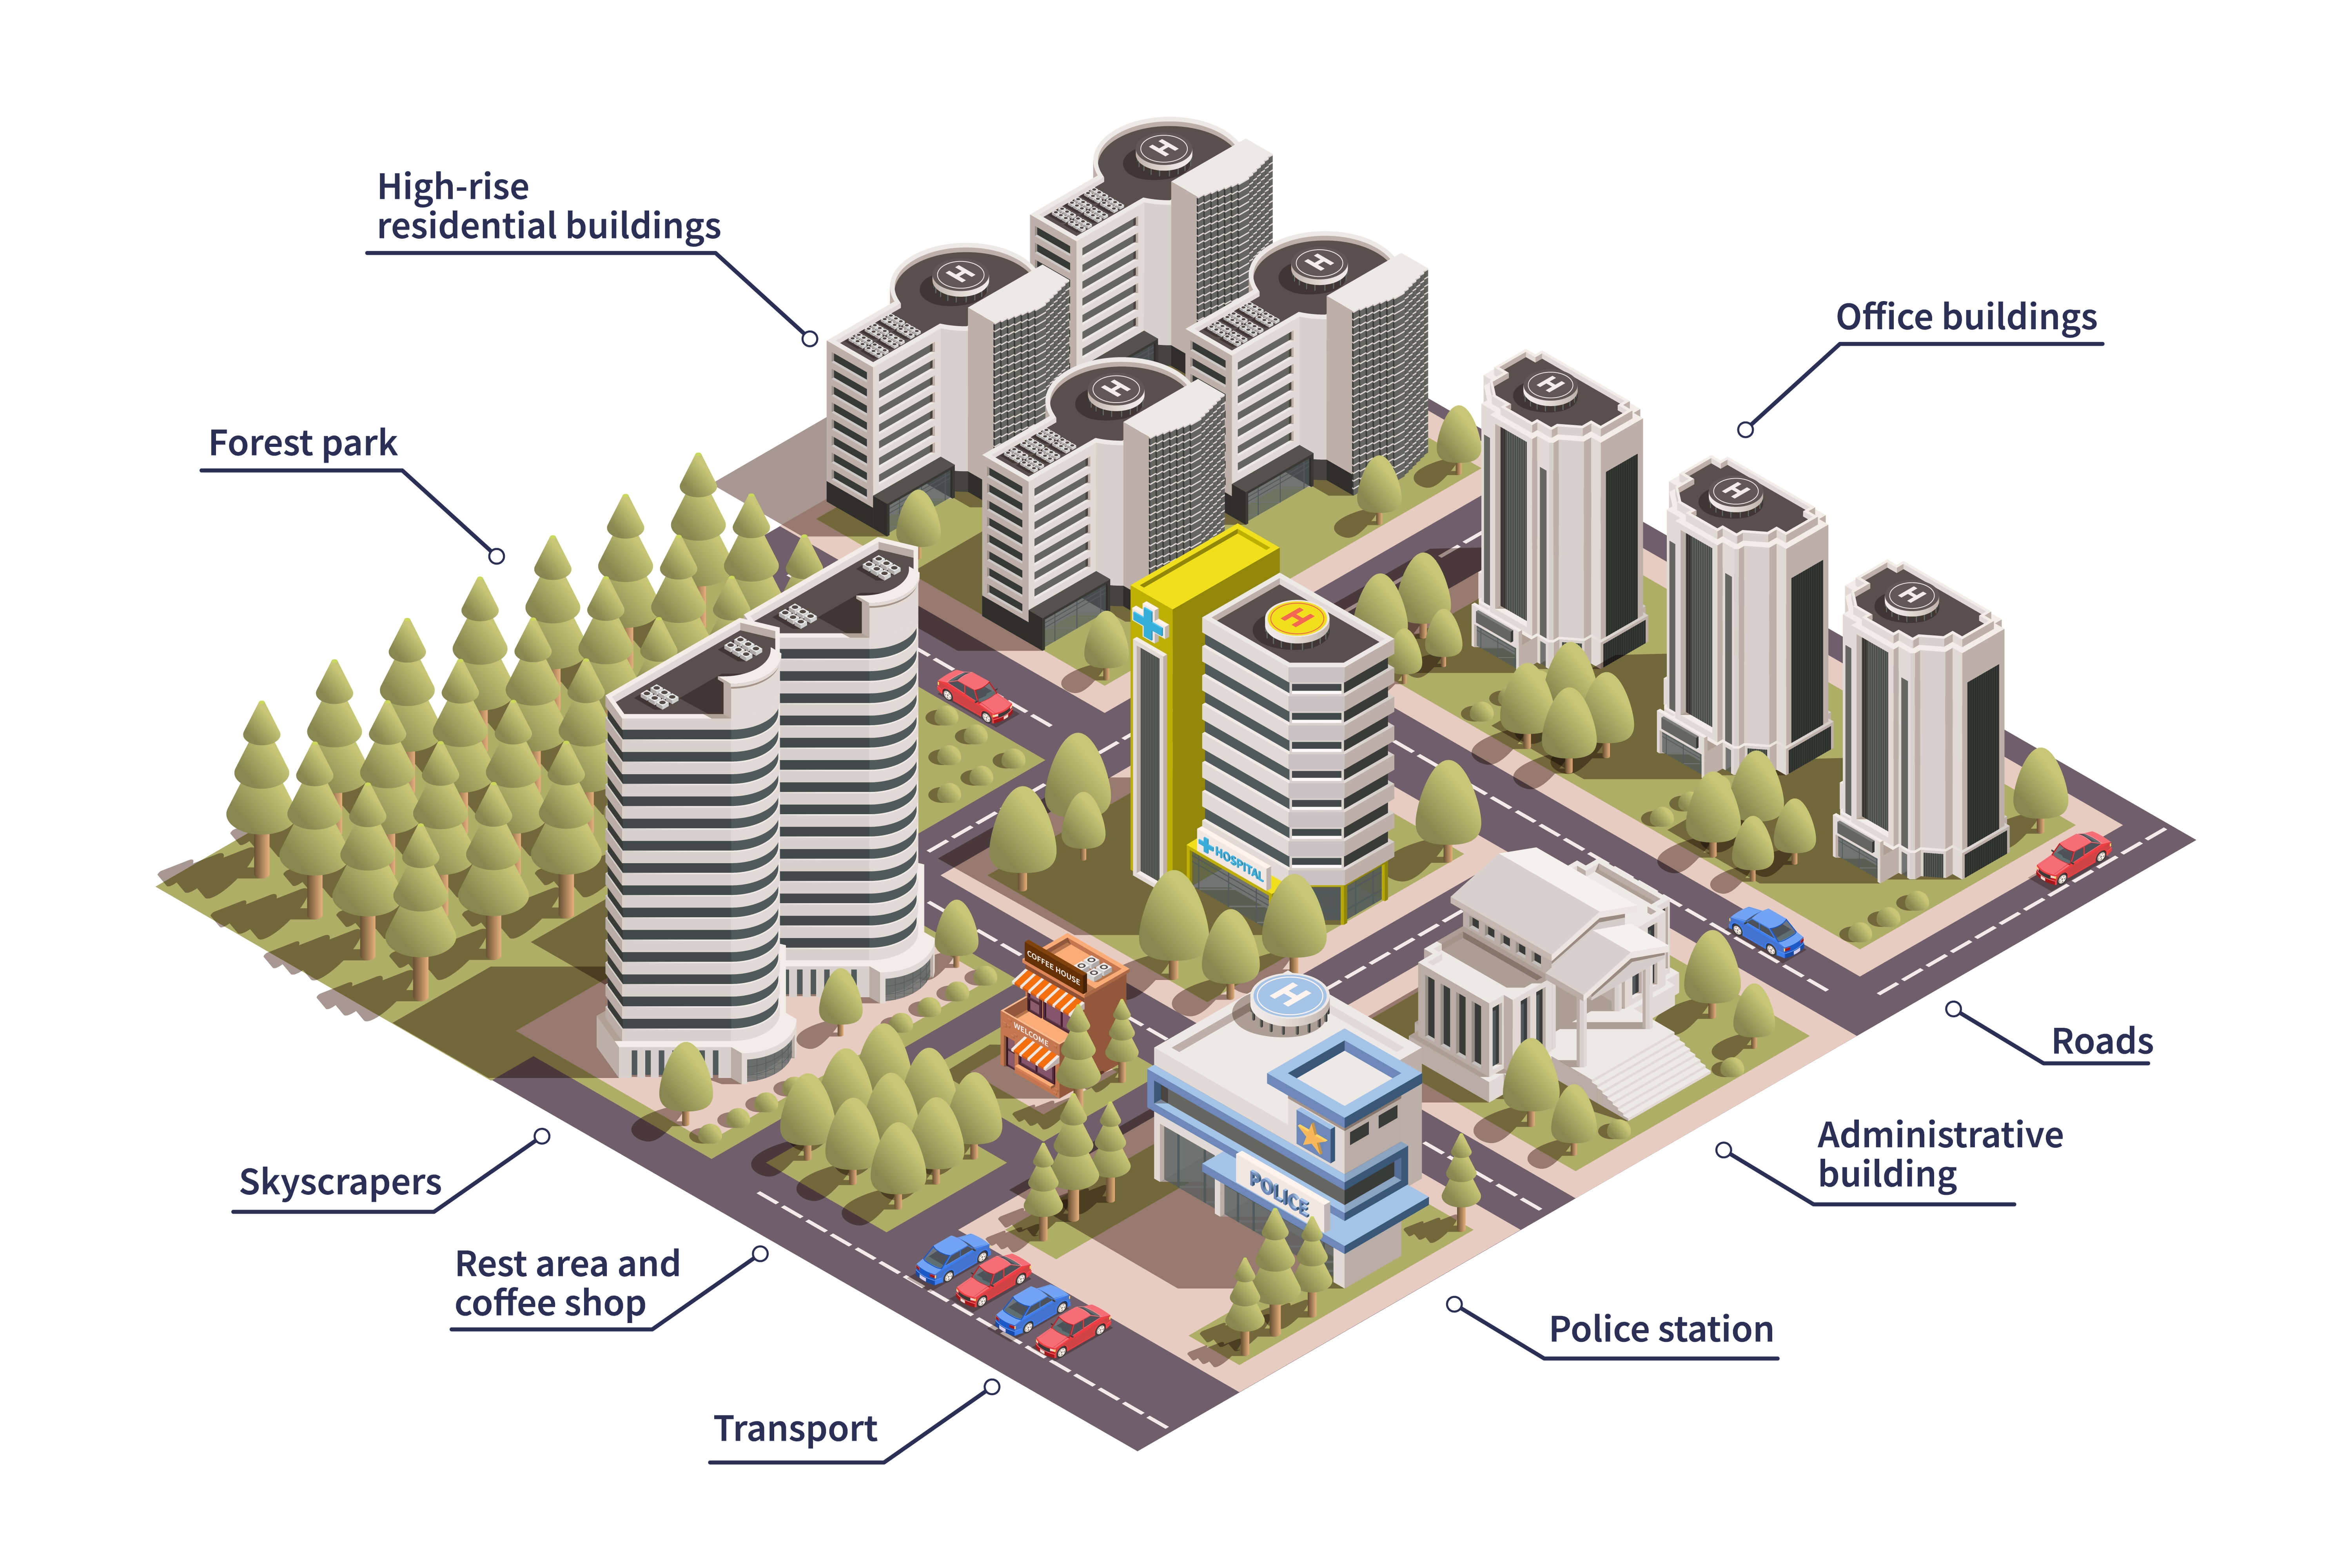 High-rise
residential buildings
Office buildings
Forest park
H
H
H
H
H
H
H
H
HOSPITAL
COFFEE HOUSE
WELCOME
H
POLICE
Roads
Administrative
building
Skyscrapers
Rest area and
coffee shop
Police station
Transport